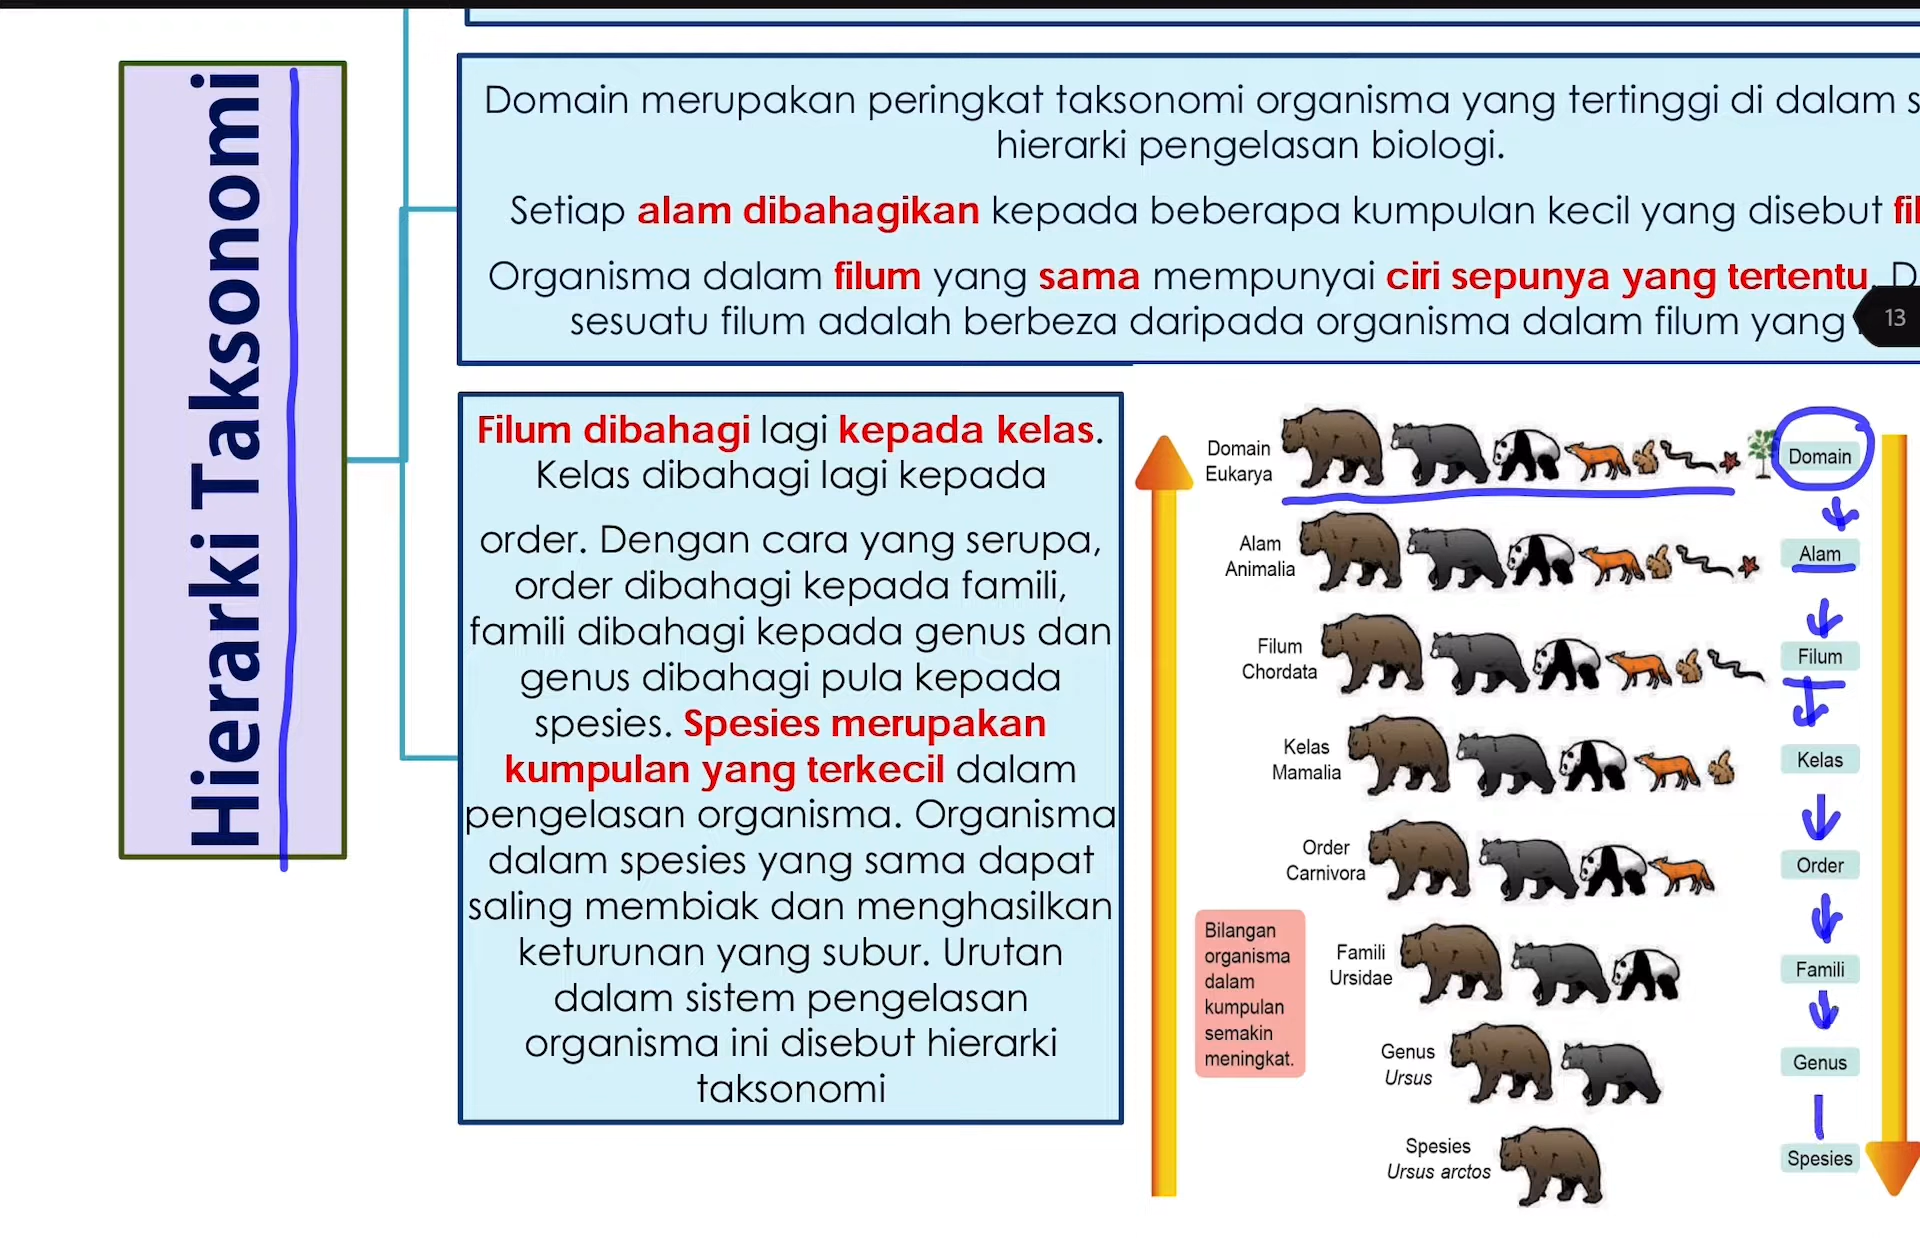 Hierarki Taksonomi
Domain merupakan peringkat taksonomi organisma yang tertinggi di dalam
hierarki pengelasan biologi.
Setiap alam dibahagikan kepada beberapa kumpulan kecil yang disebut
Organisma dalam filum yang sama mempunyai ciri sepunya yang tertentu.
sesuatu filum adalah berbeza daripada organisma dalam filum yang
13
Filum dibahagi lagi kepada kelas.
Kelas dibahagi lagi kepada
order. Dengan cara yang serupa,
order dibahagi kepada famili,
famili dibahagi kepada genus dan
genus dibahagi pula kepada
spesies. Spesies merupakan
kumpulan yang terkecil dalam
pengelasan organisma. Organisma
dalam spesies yang sama dapat
saling membiak dan menghasilkan
keturunan yang subur. Urutan
dalam sistem pengelasan
organisma ini disebut hierarki
taksonomi
Domain
Eukarya
Domain
Alam
Animalia
Alam
Filum
Chordata
Filum
Kelas
Mamalia
Kelas
Order
Carnivora
Order
Bilangan
organisma
dalam
kumpulan
semakin
meningkat.
Famili
Ursidae
Famili
Genus
Ursus
Genus
Spesies
Ursus arctos
Spesies